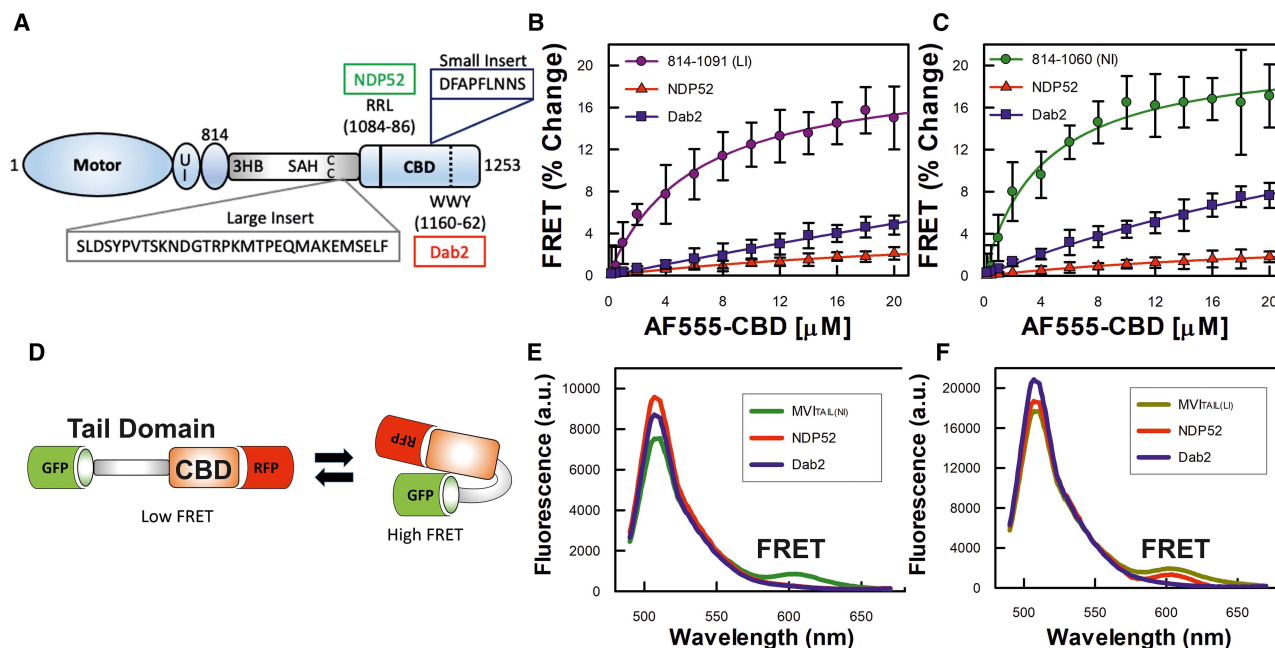 A
NDP52
RRL
(1084-86)
Small Insert
DFAPFLNNS
814
1
Motor
U
I
3HB
SAH
C
C
CBD
1253
WWY
(1160-62)
Large Insert
SLDSYPVTSKNDGTRPKMTPEQMAKEMSELF
Dab2
B
FRET (% Change)
20
16
12
8
4
0
814-1091 (LI)
NDP52
Dab2
0 4 8 12 16 20
AF555-CBD [μM]
C
FRET (% Change)
20
16
12
8
4
0
814-1060 (NI)
NDP52
Dab2
0 4 8 12 16 20
AF555-CBD [μM]
D
Tail Domain
GFP
CBD
RFP
Low FRET
RFP
GFP
High FRET
E
Fluorescence (a.u.)
10000
8000
6000
4000
2000
0
MVITAIL(NI)
NDP52
Dab2
FRET
500 550 600 650
Wavelength (nm)
F
Fluorescence (a.u.)
20000
16000
12000
8000
4000
0
MVITAIL(LI)
NDP52
Dab2
FRET
500 550 600 650
Wavelength (nm)